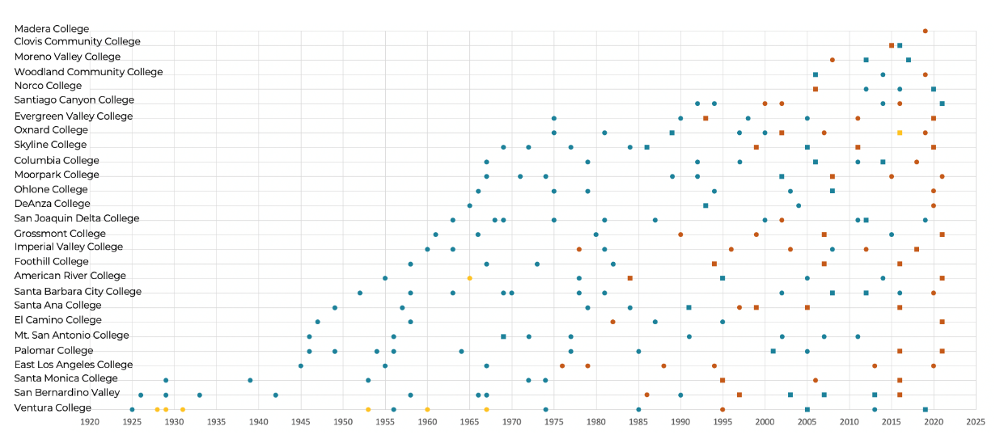 Madera College
Clovis Community College
Moreno Valley College
Woodland Community College
Norco College
Santiago Canyon College
Evergreen Valley College
Oxnard College
Skyline College
Columbia College
Moorpark College
Ohlone College
DeAnza College
San Joaquin Delta College
Grossmont College
Imperial Valley College
Foothill College
American River College
Santa Barbara City College
Santa Ana College
El Camino College
Mt. San Antonio College
Palomar College
East Los Angeles College
Santa Monica College
San Bernardino Valley
Ventura College
1920 1925 1930 1935 1940 1945 1950 1955 1960 1965 1970 1975 1980 1985 1990 1995 2000 2005 2010 2015 2020 2025